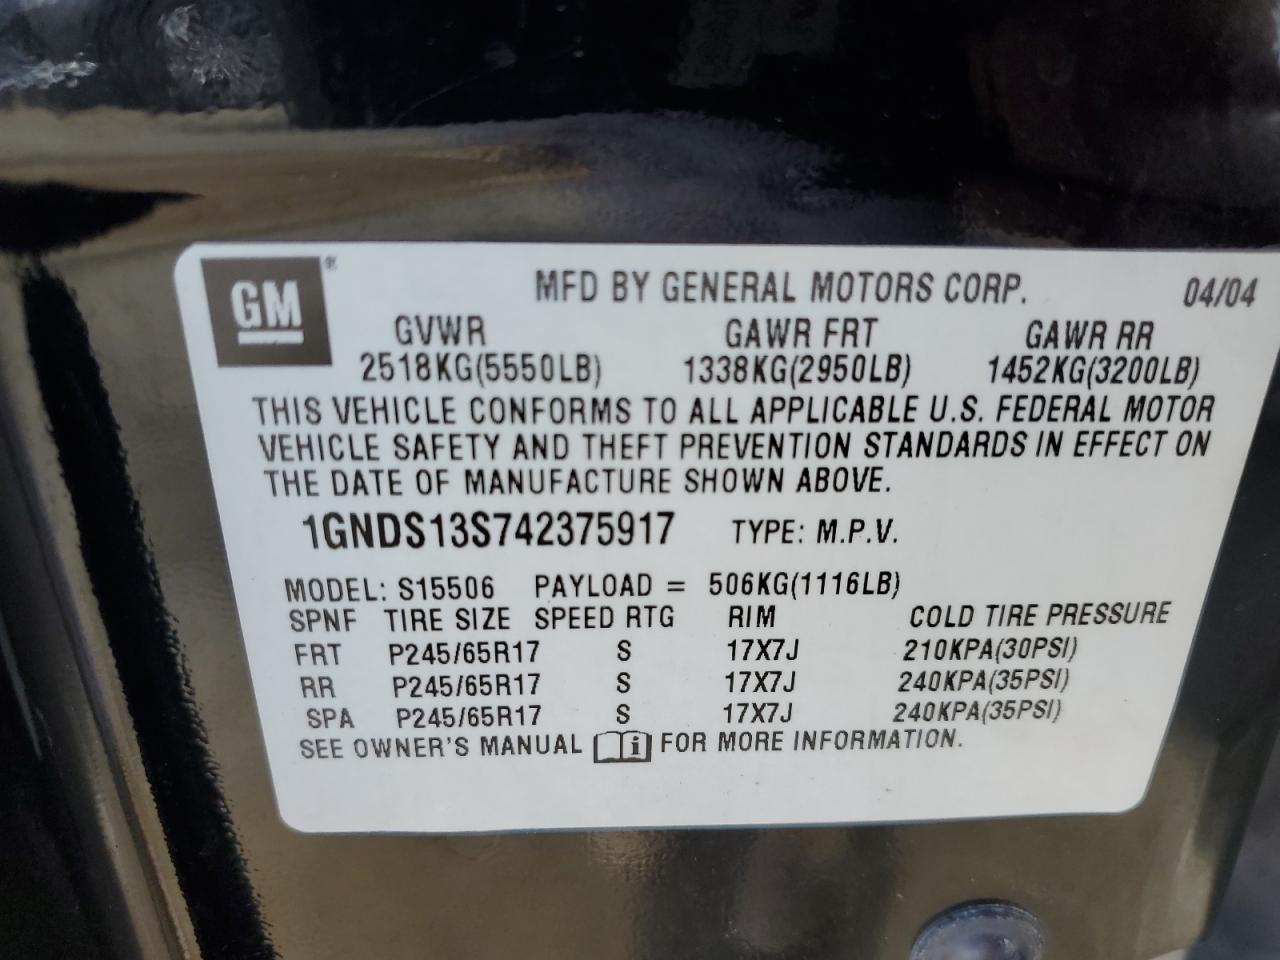 GM®
MFD BY GENERAL MOTORS CORP. 04/04
GVWR GAWR FRT GAWR RR
2518KG(5550LB) 1338KG(2950LB) 1452KG(3200LB)
THIS VEHICLE CONFORMS TO ALL APPLICABLE U.S. FEDERAL MOTOR
VEHICLE SAFETY AND THEFT PREVENTION STANDARDS IN EFFECT ON
THE DATE OF MANUFACTURE SHOWN ABOVE.
1GNDS13S742375917 TYPE: M.P.V.
MODEL: S15506 PAYLOAD = 506KG(1116LB)
SPNF TIRE SIZE SPEED RTG RIM COLD TIRE PRESSURE
FRT P245/65R17 S 17X7J 210KPA(30PSI)
RR P245/65R17 S 17X7J 240KPA(35PSI)
SPA P245/65R17 S 17X7J 240KPA(35PSI)
SEE OWNER'S MANUAL i FOR MORE INFORMATION.